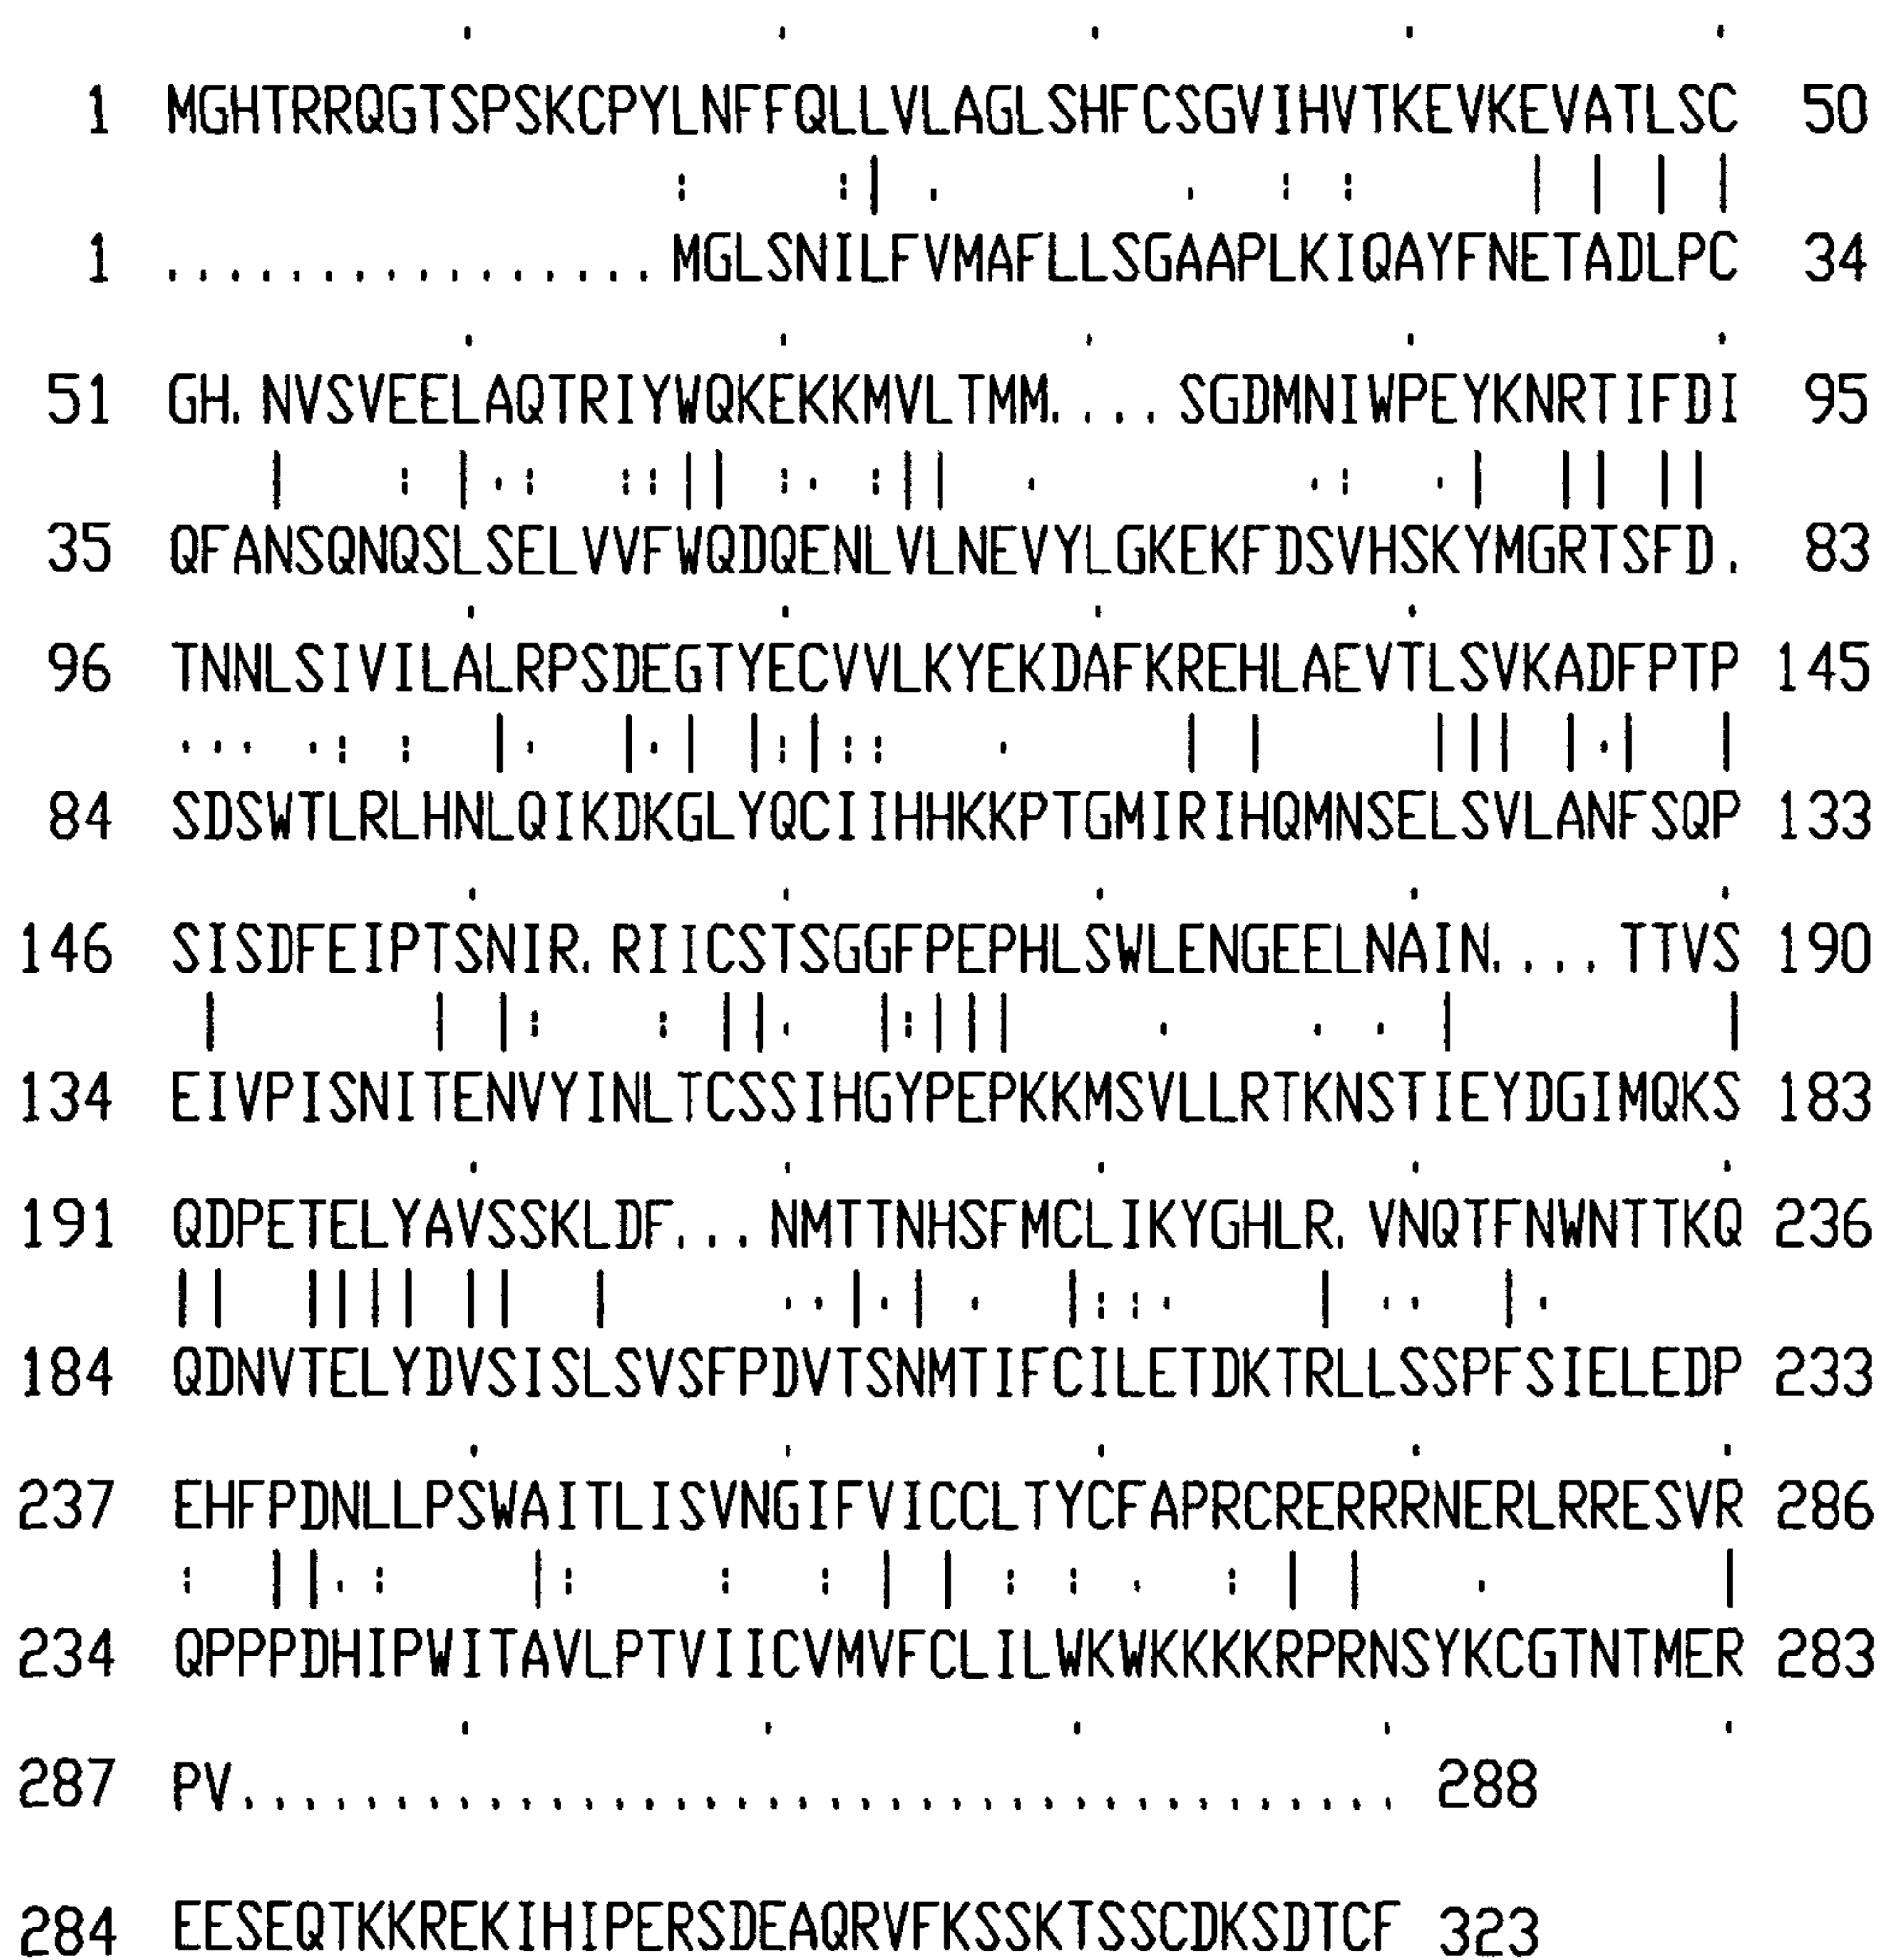 1 MGHTRRQGTSPSKCPYLNFFQLLVLAGLSHFCSGVIHVTKEVKEVATLSC 50
1 ................MGLSNILFVMAFLLSGAAPLKIQAYFNETADLPC 34
51 GH.NVSVEELAQTRIYWQKEKKMVLTMM....SGDMNIWPEYKNRTIFDI 95
35 QFANSQNQSLSELVVFWQDQENLVLNEVYLGKEKFDSVHSKYMGRTSFD. 83
96 TNNLSIVILALRPSDEGTYECVVLKYEKDAFKREHLAEVTLSVKADFPTP 145
84 SDSWTLRLHNLQIKDKGLYQCIIHHKKPTGMIRIHQMNSELSVLANFSQP 133
146 SISDFEIPTSNIR.RIICSTSGGFPEPHLSWLENGEELNAIN....TTVS 190
134 EIVPISNITENVYINLTCSSIHGYPEPKKMSVLLRTKNSTIEYDGIMQKS 183
191 QDPETELYAVSSKLDF...NMTTNHSFMCLIKYGHLR.VNQTFNWNTTKQ 236
184 QDNVTELYDVSISLSVSFPDVTSNMTIFCILETDKTRLLSSPFSIELEDP 233
237 EHFPDNLLPSWAITLISVNGIFVICCLTYCFAPRCRERRRNERLRRESVR 286
234 QPPPDHIPWITAVLPTVIICVMVFCLILWKWKKKKRPRNSYKCGTNTMER 283
287 PV...................................... 288
284 EESEQTKKREKIHIPERSDEAQRVFKSSKTSSCDKSDTCF 323